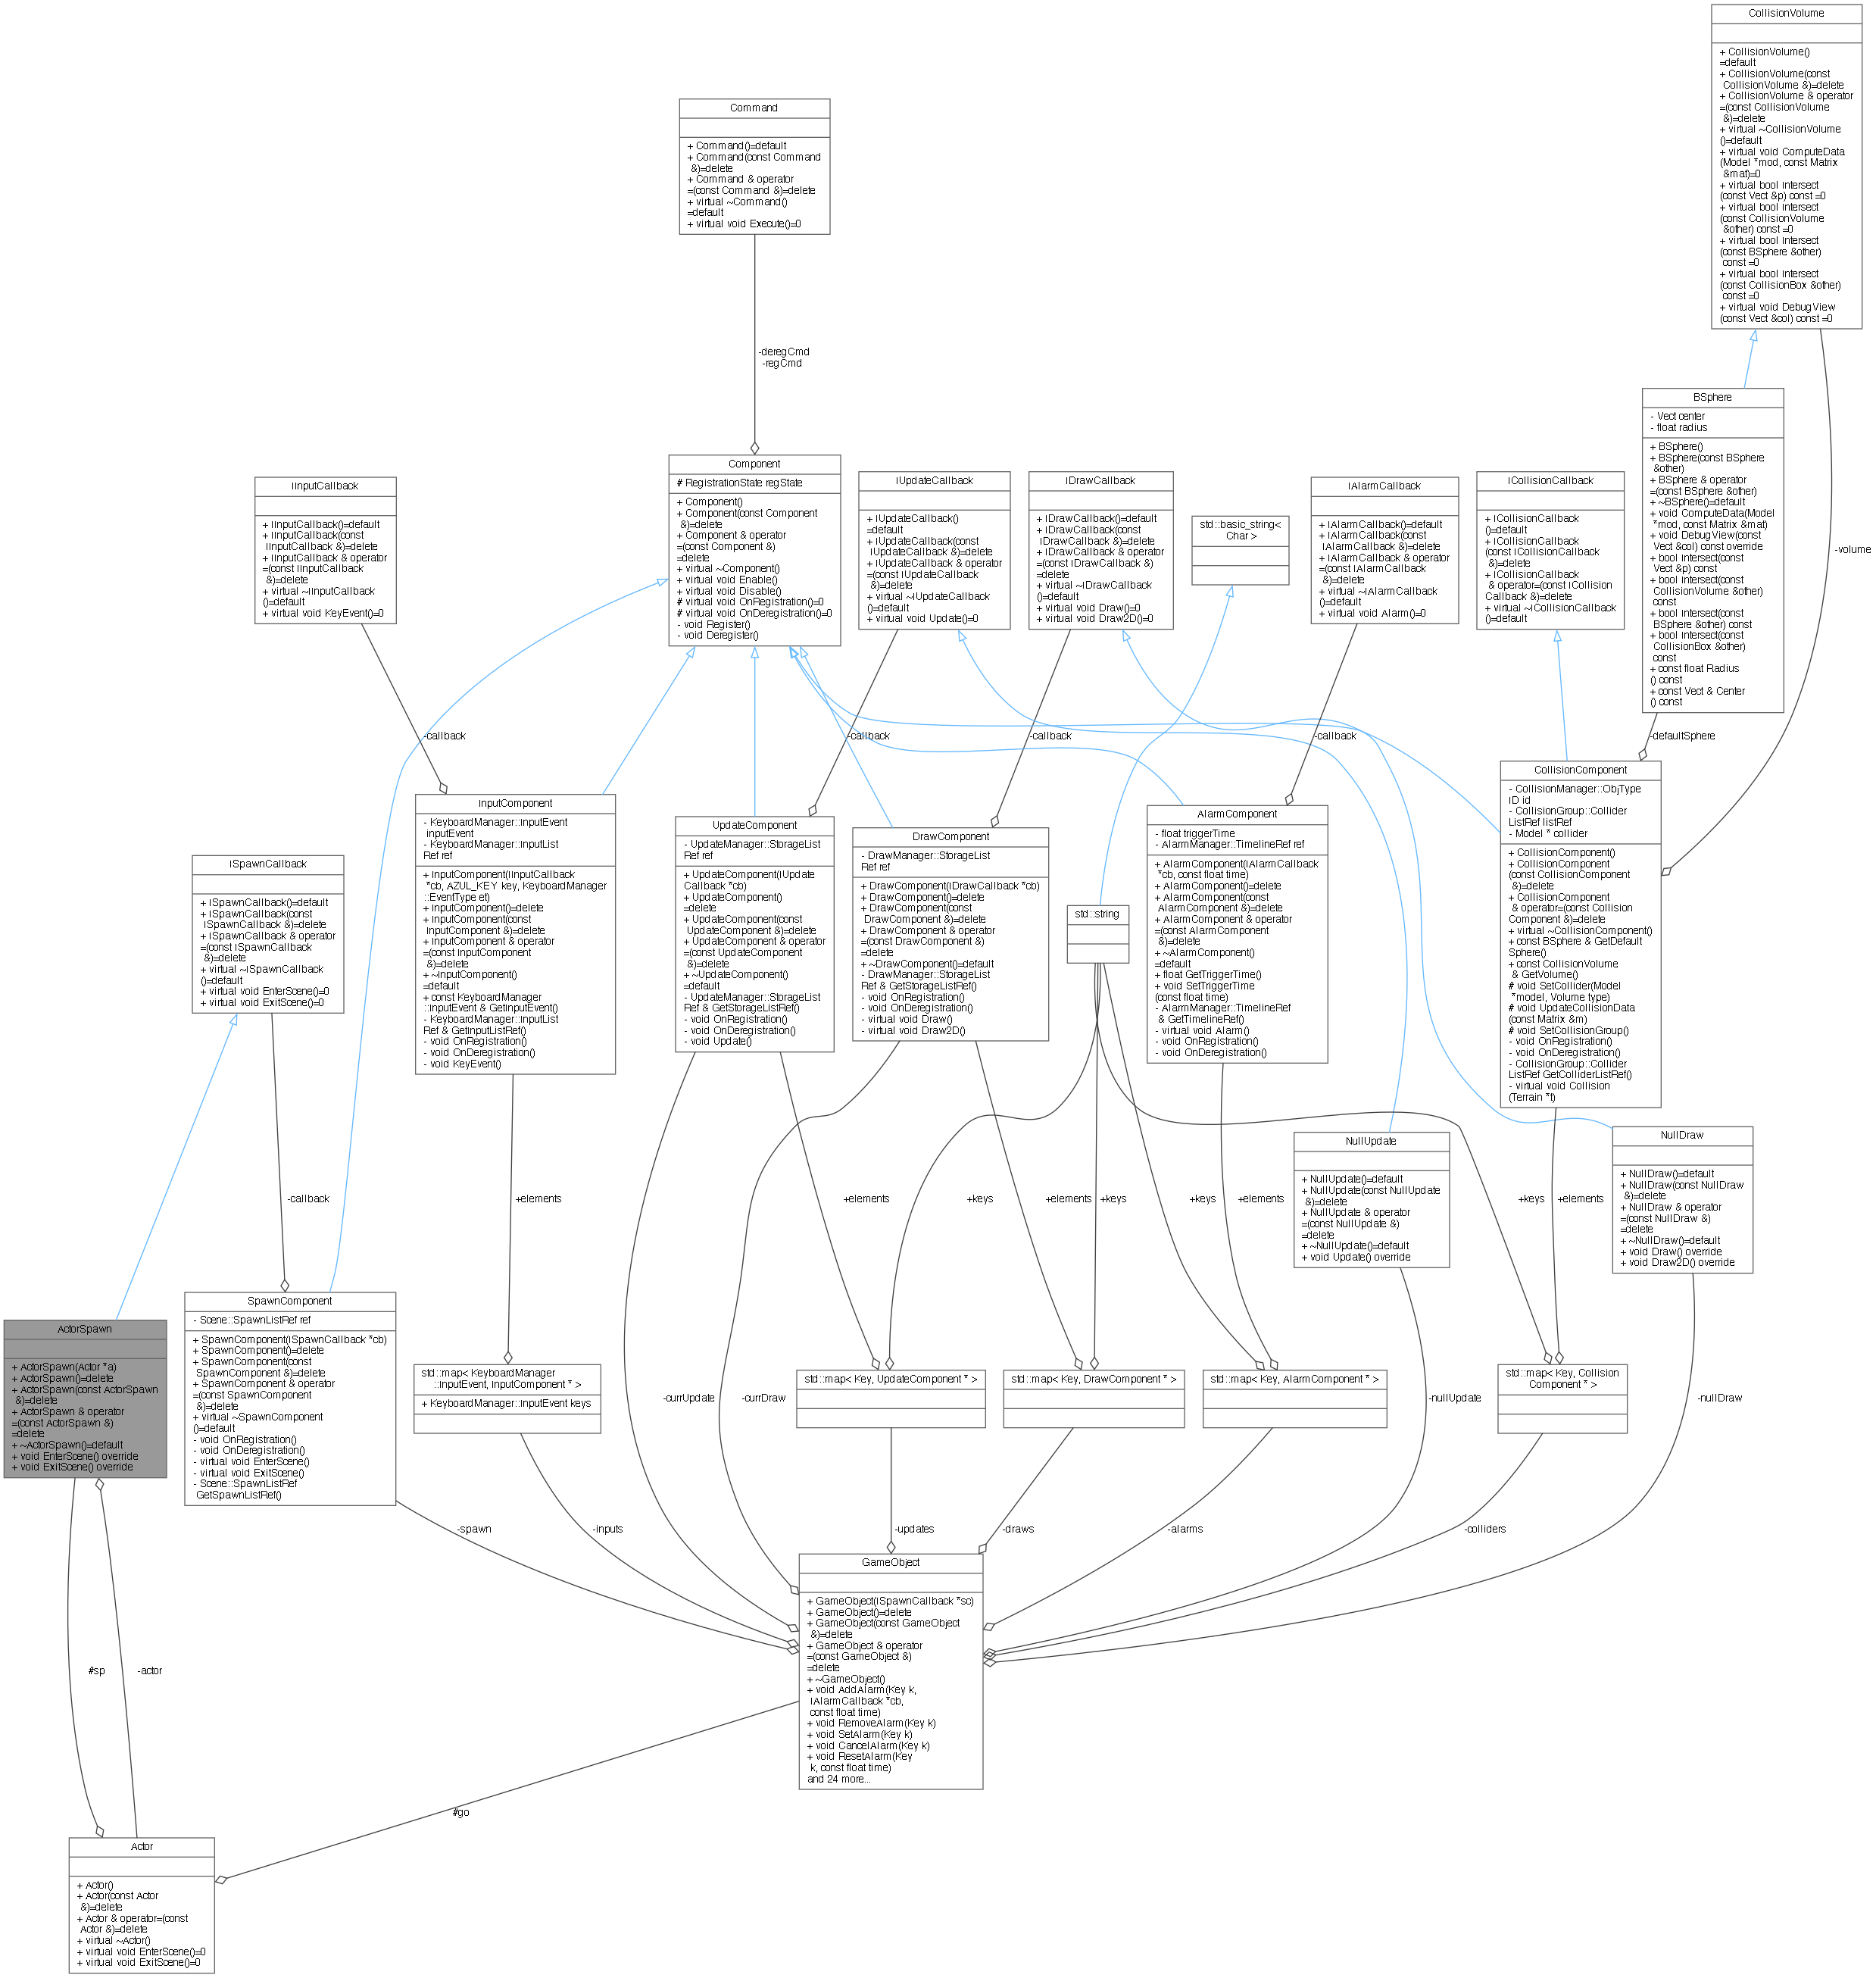 CollisionVolume
+ CollisionVolume()
=default
+ CollisionVolume(const
CollisionVolume &)=delete
+ CollisionVolume & operator
=(const CollisionVolume
&)=delete
+ virtual ~CollisionVolume
()=default
+ virtual void ComputeData
(Model *mod, const Matrix
&mat)=0
+ virtual bool Intersect
(const Vect &p) const =0
+ virtual bool Intersect
(const CollisionVolume
&other) const =0
+ virtual bool Intersect
(const BSphere &other)
const =0
+ virtual bool Intersect
(const CollisionBox &other)
const =0
+ virtual void DebugView
(const Vect &col) const =0
Command
+ Command()=default
+ Command(const Command
&)=delete
+ Command & operator
=(const Command &)=delete
+ virtual ~Command()
=default
+ virtual void Execute()=0
-deregCmd
-regCmd
-volume
BSphere
- Vect center
- float radius
+ BSphere()
+ BSphere(const BSphere
&other)
+ BSphere & operator
=(const BSphere &other)
+ ~BSphere()=default
+ void ComputeData(Model
*mod, const Matrix &mat)
+ void DebugView(const
Vect &col) const override
+ bool Intersect(const
Vect &p) const
+ bool Intersect(const
CollisionVolume &other)
const
+ bool Intersect(const
BSphere &other) const
+ bool Intersect(const
CollisionBox &other)
const
+ const float Radius
() const
+ const Vect & Center
() const
Component
# RegistrationState regState
+ Component()
+ Component(const Component
&)=delete
+ Component & operator
=(const Component &)
=delete
+ virtual ~Component()
+ virtual void Enable()
+ virtual void Disable()
# virtual void OnRegistration()=0
# virtual void OnDeregistration()=0
- void Register()
- void Deregister()
IInputCallback
+ IInputCallback()=default
+ IInputCallback(const
IInputCallback &)=delete
+ IInputCallback & operator
=(const IInputCallback
&)=delete
+ virtual ~IInputCallback
()=default
+ virtual void KeyEvent()=0
IUpdateCallback
+ IUpdateCallback()
=default
+ IUpdateCallback(const
IUpdateCallback &)=delete
+ IUpdateCallback & operator
=(const IUpdateCallback
&)=delete
+ virtual ~IUpdateCallback
()=default
+ virtual void Update()=0
IDrawCallback
+ IDrawCallback()=default
+ IDrawCallback(const
IDrawCallback &)=delete
+ IDrawCallback & operator
=(const IDrawCallback &)
=delete
+ virtual ~IDrawCallback
()=default
+ virtual void Draw()=0
+ virtual void Draw2D()=0
std::basic_string<
Char >
IAlarmCallback
+ IAlarmCallback()=default
+ IAlarmCallback(const
IAlarmCallback &)=delete
+ IAlarmCallback & operator
=(const IAlarmCallback
&)=delete
+ virtual ~IAlarmCallback
()=default
+ virtual void Alarm()=0
ICollisionCallback
+ ICollisionCallback
()=default
+ ICollisionCallback
(const ICollisionCallback
&)=delete
+ ICollisionCallback
& operator=(const ICollision
Callback &)=delete
+ virtual ~ICollisionCallback
()=default
-callback
-callback
-callback
-callback
-defaultSphere
InputComponent
- KeyboardManager::InputEvent
inputEvent
- KeyboardManager::InputList
Ref ref
+ InputComponent(IInputCallback
*cb, AZUL_KEY key, KeyboardManager
::EventType et)
+ InputComponent()=delete
+ InputComponent(const
InputComponent &)=delete
+ InputComponent & operator
=(const InputComponent
&)=delete
+ ~InputComponent()
=default
+ const KeyboardManager
::InputEvent & GetInputEvent()
- KeyboardManager::InputList
Ref & GetInputListRef()
- void OnRegistration()
- void OnDeregistration()
- void KeyEvent()
UpdateComponent
- UpdateManager::StorageList
Ref ref
+ UpdateComponent(IUpdate
Callback *cb)
+ UpdateComponent()
=delete
+ UpdateComponent(const
UpdateComponent &)=delete
+ UpdateComponent & operator
=(const UpdateComponent
&)=delete
+ ~UpdateComponent()
=default
- UpdateManager::StorageList
Ref & GetStorageListRef()
- void OnRegistration()
- void OnDeregistration()
- void Update()
DrawComponent
- DrawManager::StorageList
Ref ref
+ DrawComponent(IDrawCallback *cb)
+ DrawComponent()=delete
+ DrawComponent(const
DrawComponent &)=delete
+ DrawComponent & operator
=(const DrawComponent &)
=delete
+ ~DrawComponent()=default
- DrawManager::StorageList
Ref & GetStorageListRef()
- void OnRegistration()
- void OnDeregistration()
- virtual void Draw()
- virtual void Draw2D()
std::string
AlarmComponent
- float triggerTime
- AlarmManager::TimelineRef ref
+ AlarmComponent(IAlarmCallback
*cb, const float time)
+ AlarmComponent()=delete
+ AlarmComponent(const
AlarmComponent &)=delete
+ AlarmComponent & operator
=(const AlarmComponent
&)=delete
+ ~AlarmComponent()
=default
+ float GetTriggerTime()
+ void SetTriggerTime
(const float time)
- AlarmManager::TimelineRef
& GetTimelineRef()
- virtual void Alarm()
- void OnRegistration()
- void OnDeregistration()
CollisionComponent
- CollisionManager::ObjType
ID id
- CollisionGroup::Collider
ListRef listRef
- Model * collider
+ CollisionComponent()
+ CollisionComponent
(const CollisionComponent
&)=delete
+ CollisionComponent
& operator=(const Collision
Component &)=delete
+ virtual ~CollisionComponent()
+ const BSphere & GetDefault
Sphere()
+ const CollisionVolume
& GetVolume()
# void SetCollider(Model
*model, Volume type)
# void UpdateCollisionData
(const Matrix &m)
# void SetCollisionGroup()
- void OnRegistration()
- void OnDeregistration()
- CollisionGroup::Collider
ListRef GetColliderListRef()
- virtual void Collision
(Terrain *t)
ISpawnCallback
+ ISpawnCallback()=default
+ ISpawnCallback(const
ISpawnCallback &)=delete
+ ISpawnCallback & operator
=(const ISpawnCallback
&)=delete
+ virtual ~ISpawnCallback
()=default
+ virtual void EnterScene()=0
+ virtual void ExitScene()=0
NullUpdate
+ NullUpdate()=default
+ NullUpdate(const NullUpdate
&)=delete
+ NullUpdate & operator
=(const NullUpdate &)
=delete
+ ~NullUpdate()=default
+ void Update() override
NullDraw
+ NullDraw()=default
+ NullDraw(const NullDraw
&)=delete
+ NullDraw & operator
=(const NullDraw &)
=delete
+ ~NullDraw()=default
+ void Draw() override
+ void Draw2D() override
-callback
+elements
+elements
+keys
+elements
+keys
+keys
+elements
+keys
+elements
ActorSpawn
+ ActorSpawn(Actor *a)
+ ActorSpawn()=delete
+ ActorSpawn(const ActorSpawn
&)=delete
+ ActorSpawn & operator
=(const ActorSpawn &)
=delete
+ ~ActorSpawn()=default
+ void EnterScene() override
+ void ExitScene() override
SpawnComponent
- Scene::SpawnListRef ref
+ SpawnComponent(ISpawnCallback *cb)
+ SpawnComponent()=delete
+ SpawnComponent(const
SpawnComponent &)=delete
+ SpawnComponent & operator
=(const SpawnComponent
&)=delete
+ virtual ~SpawnComponent
()=default
- void OnRegistration()
- void OnDeregistration()
- virtual void EnterScene()
- virtual void ExitScene()
- Scene::SpawnListRef
GetSpawnListRef()
std::map< KeyboardManager
::InputEvent, InputComponent * >
+ KeyboardManager::InputEvent keys
-currUpdate
-currDraw
std::map< Key, UpdateComponent * >
std::map< Key, DrawComponent * >
std::map< Key, AlarmComponent * >
-nullUpdate
std::map< Key, Collision
Component * >
-nullDraw
-spawn
-inputs
-updates
-draws
-alarms
-colliders
GameObject
+ GameObject(ISpawnCallback *sc)
+ GameObject()=delete
+ GameObject(const GameObject
&)=delete
+ GameObject & operator
=(const GameObject &)
=delete
+ ~GameObject()
+ void AddAlarm(Key k,
IAlarmCallback *cb,
const float time)
+ void RemoveAlarm(Key k)
+ void SetAlarm(Key k)
+ void CancelAlarm(Key k)
+ void ResetAlarm(Key
k, const float time)
and 24 more...
#sp
-actor
#go
Actor
+ Actor()
+ Actor(const Actor
&)=delete
+ Actor & operator=(const
Actor &)=delete
+ virtual ~Actor()
+ virtual void EnterScene()=0
+ virtual void ExitScene()=0